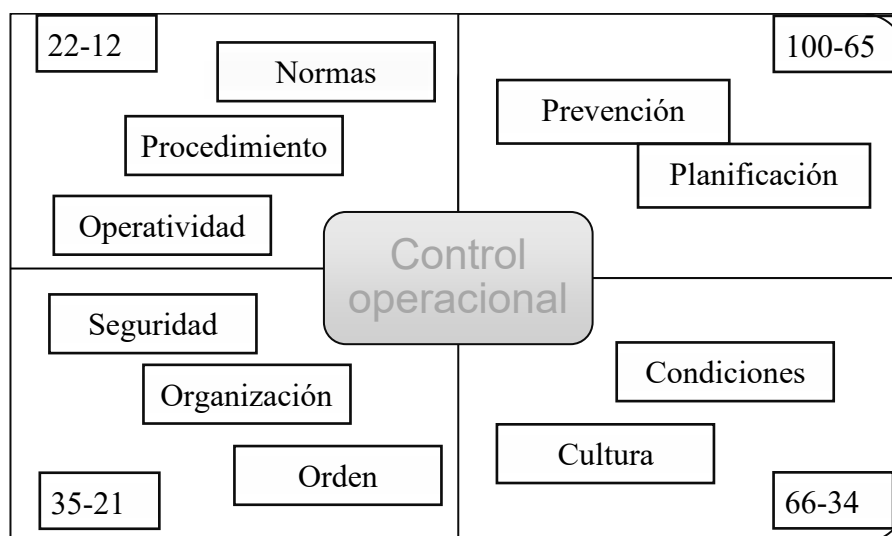 22-12
Normas
Procedimiento
Operatividad
100-65
Prevención
Planificación
Control
operacional
Seguridad
Organización
Orden
35-21
Condiciones
Cultura
66-34